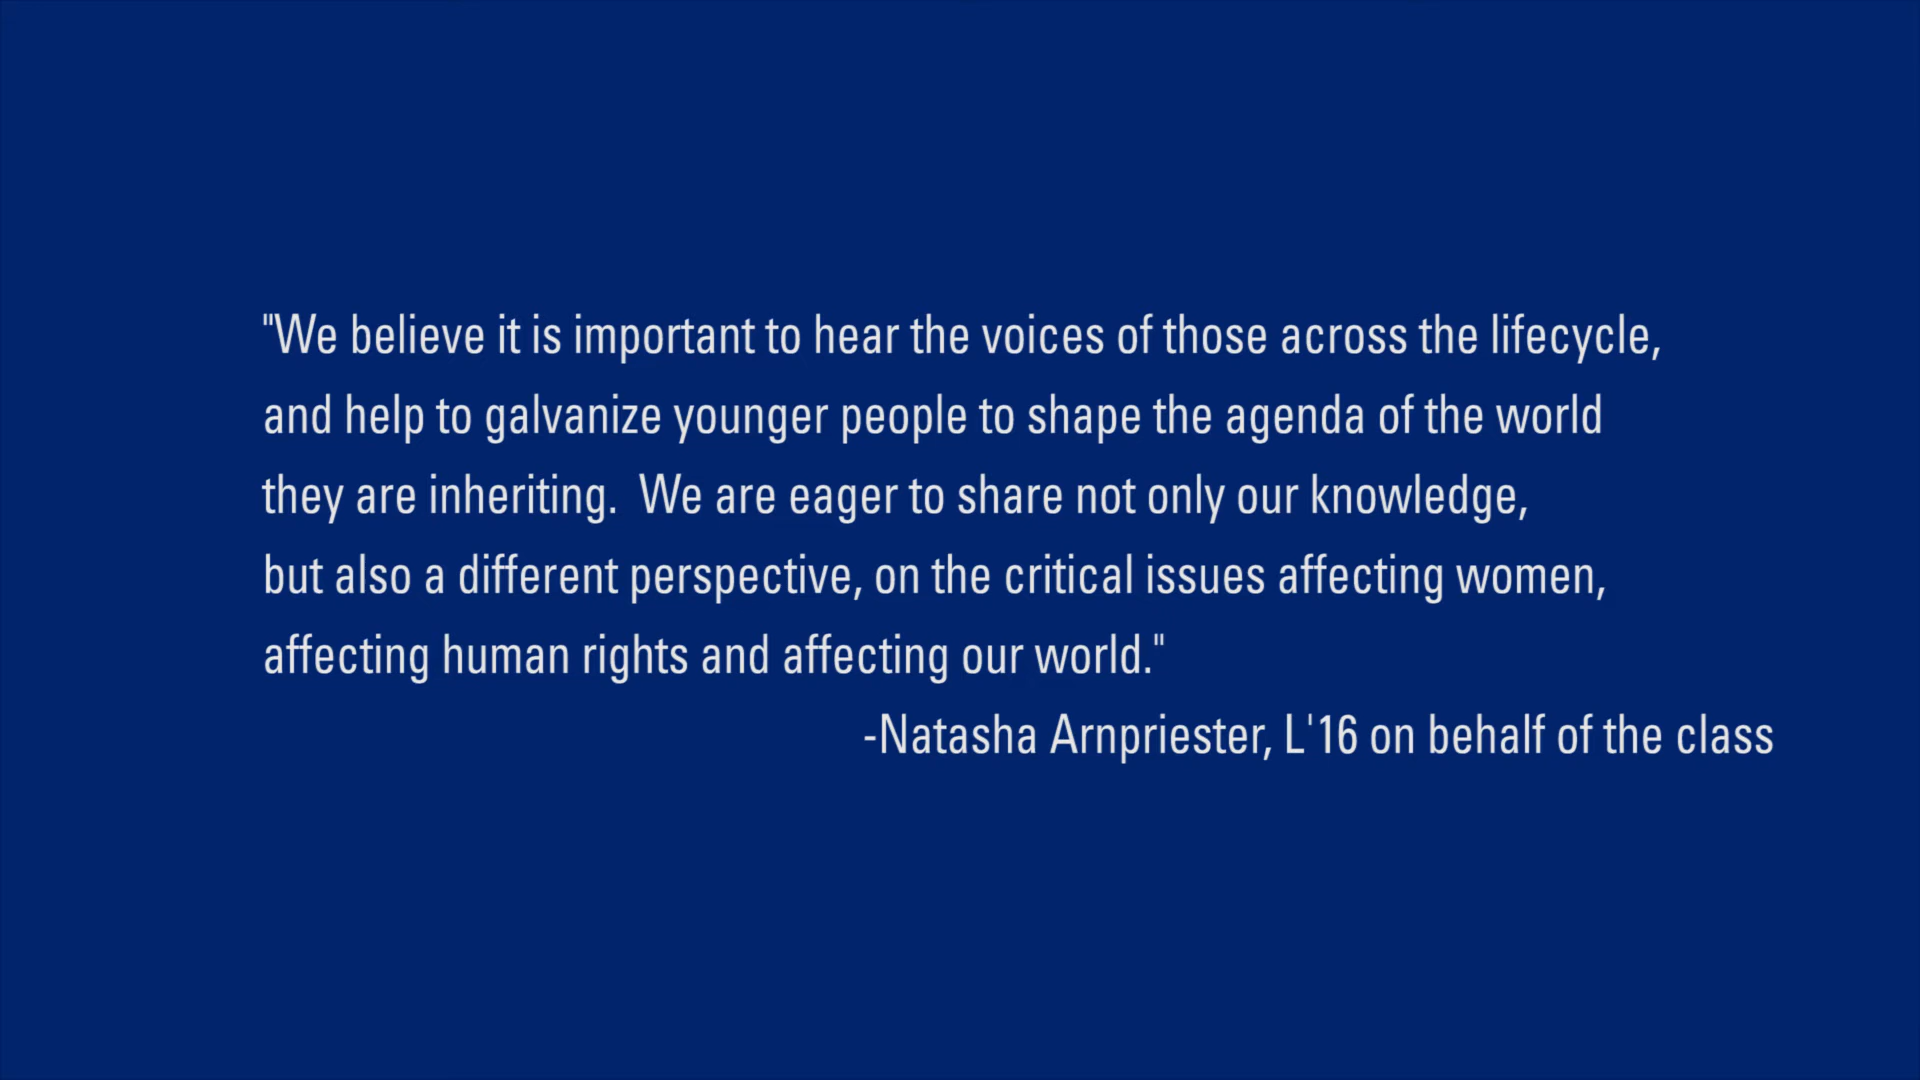 "We believe it is important to hear the voices of those across the lifecycle,
and help to galvanize younger people to shape the agenda of the world
they are inheriting.  We are eager to share not only our knowledge,
but also a different perspective, on the critical issues affecting women,
affecting human rights and affecting our world."
-Natasha Arnpriester, L'16 on behalf of the class